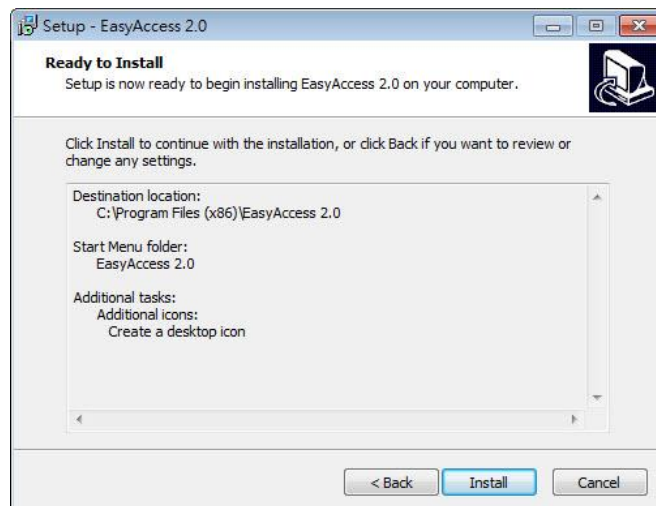 Setup - EasyAccess 2.0
Ready to Install
Setup is now ready to begin installing EasyAccess 2.0 on your computer.
Click Install to continue with the installation, or click Back if you want to review or
change any settings.
Destination location:
C:\Program Files (x86)\EasyAccess 2.0
Start Menu folder:
EasyAccess 2.0
Additional tasks:
Additional icons:
Create a desktop icon
< Back
Install
Cancel